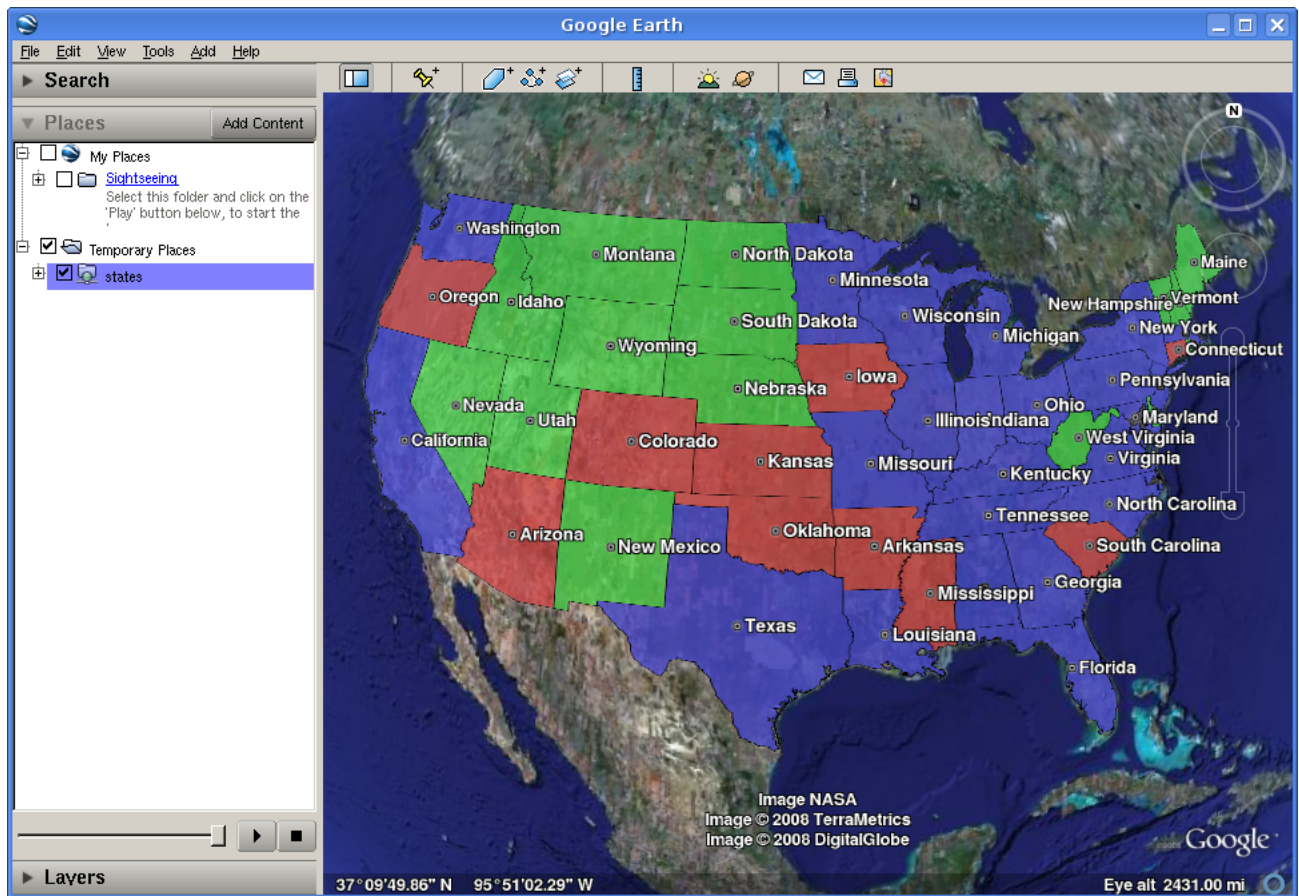 Google Earth
File Edit View Tools Add Help
Search
Places
Add Content
My Places
Sightseeing
Select this folder and click on the
'Play' button below, to start the
Temporary Places
states
Layers
N
Washington
Montana
North Dakota
Minnesota
Maine
Oregon
Idaho
New Hampshire
Vermont
Wisconsin
South Dakota
New York
Michigan
Wyoming
Connecticut
Iowa
Pennsylvania
Nebraska
Nevada
Ohio
Utah
Illinois
ndiana
Maryland
California
Colorado
West Virginia
Kansas
Missouri
Virginia
Kentucky
North Carolina
Tennessee
Arizona
Oklahoma
New Mexico
Arkansas
South Carolina
Georgia
Mississippi
Texas
Louisiana
Florida
Image NASA
Image © 2008 TerraMetrics
Image © 2008 DigitalGlobe
Google
37°09'49.86" N 95°51'02.29" W
Eye alt 2431.00 mi